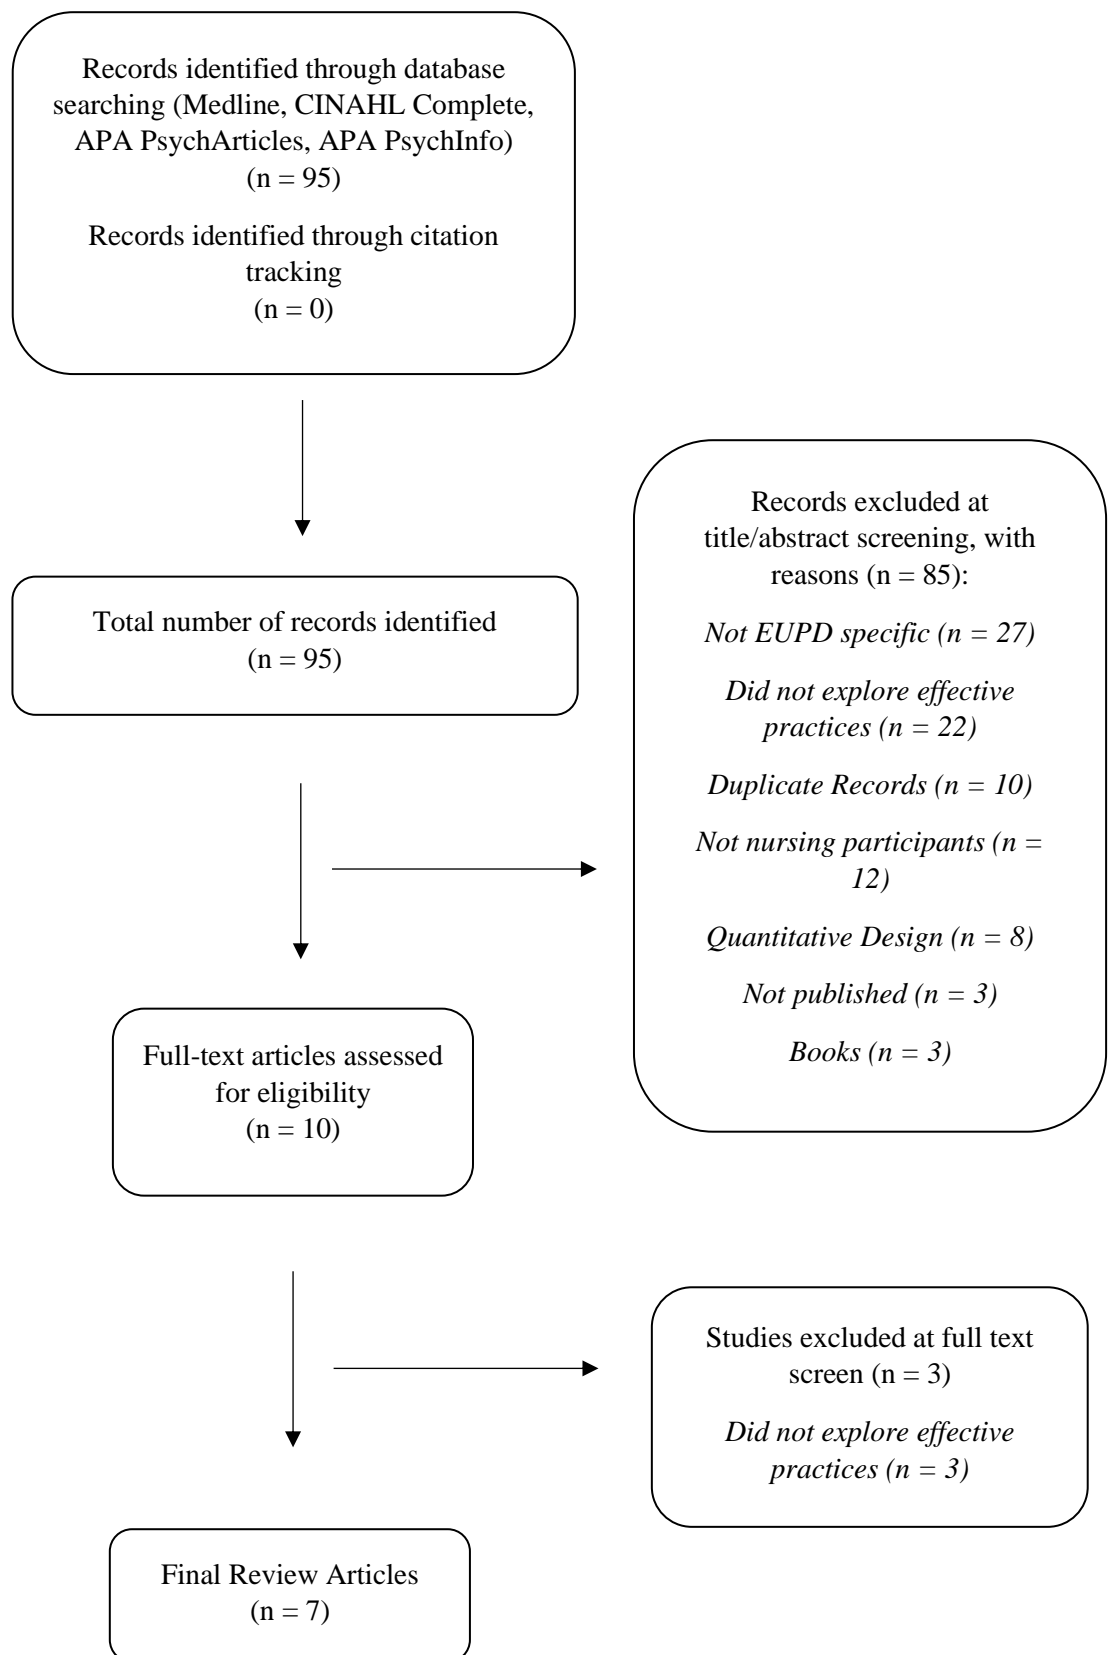 Records identified through database
searching (Medline, CINAHL Complete,
APA PsychArticles, APA PsychInfo)
(n = 95)
Records identified through citation
tracking
(n = 0)
Total number of records identified
(n = 95)
Records excluded at
title/abstract screening, with
reasons (n = 85):
Not EUPD specific (n = 27)
Did not explore effective
practices (n = 22)
Duplicate Records (n = 10)
Not nursing participants (n =
12)
Quantitative Design (n = 8)
Not published (n = 3)
Books (n = 3)
Full-text articles assessed
for eligibility
(n = 10)
Studies excluded at full text
screen (n = 3)
Did not explore effective
practices (n = 3)
Final Review Articles
(n = 7)